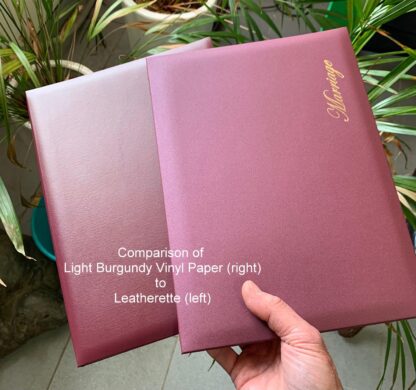 Marriage
Comparison of
Light Burgundy Vinyl Paper (right)
to
Leatherette (left)